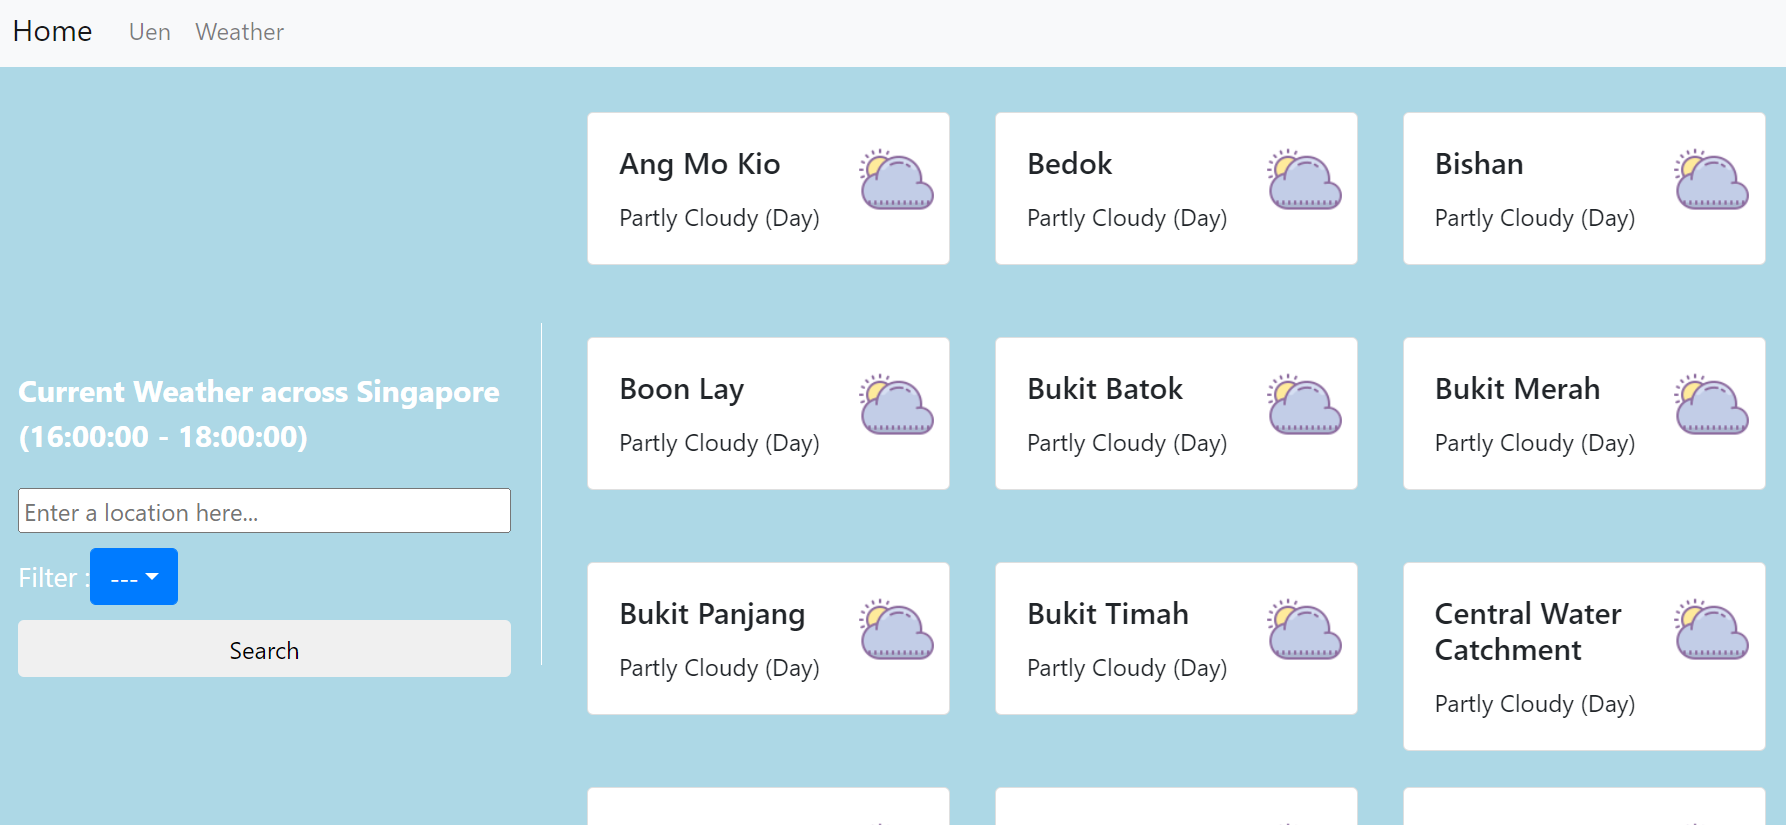 Home Uen Weather
Current Weather across Singapore
(16:00:00 - 18:00:00)
Enter a location here...
Filter : ---
Search
Ang Mo Kio
Partly Cloudy (Day)
Bedok
Partly Cloudy (Day)
Bishan
Partly Cloudy (Day)
Boon Lay
Partly Cloudy (Day)
Bukit Batok
Partly Cloudy (Day)
Bukit Merah
Partly Cloudy (Day)
Bukit Panjang
Partly Cloudy (Day)
Bukit Timah
Partly Cloudy (Day)
Central Water
Catchment
Partly Cloudy (Day)